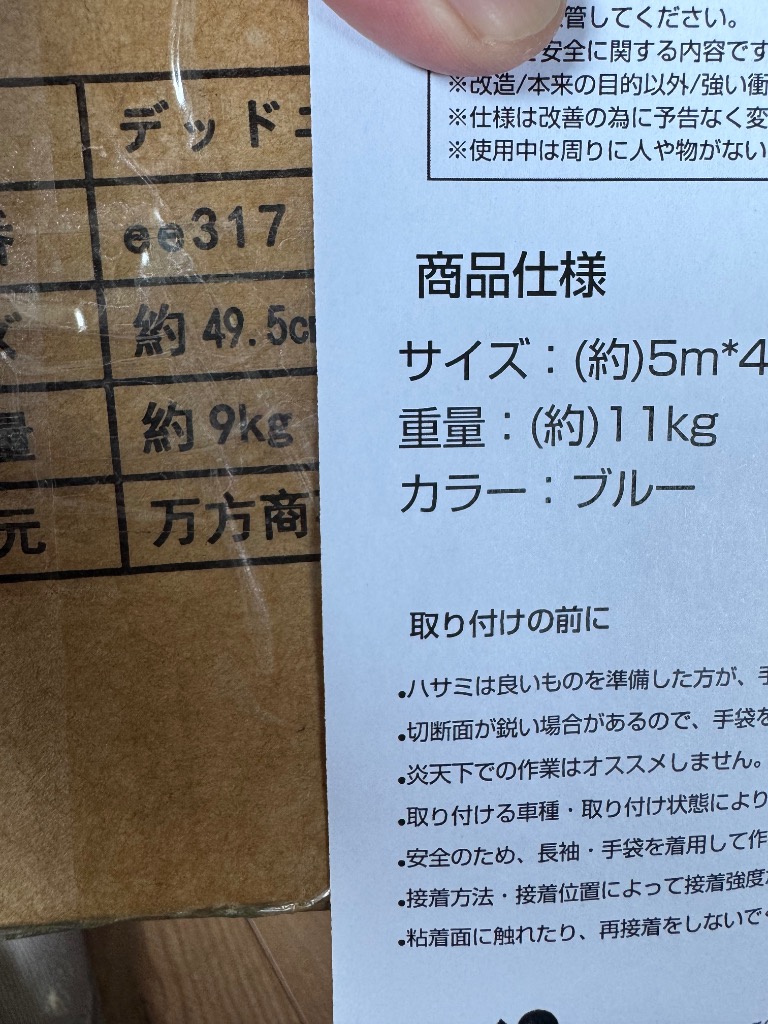 デッド
ee317
約 49.5c
量 約 9kg
元 万方商
管してください。
安全に関する内容です
※改造/本来の目的以外/強い衝
※仕様は改善の為に予告なく変
※使用中は周りに人や物がない
商品仕様
サイズ：(約)5m*4
重量：(約)11kg
カラー：ブルー
取り付けの前に
•ハサミは良いものを準備した方が、手
•切断面が鋭い場合があるので、手袋を
•炎天下での作業はオススメしません。
•取り付ける車種・取り付け状態により
•安全のため、長袖・手袋を着用して作
•接着方法・接着位置によって接着強度
•粘着面に触れたり、再接着をしないで